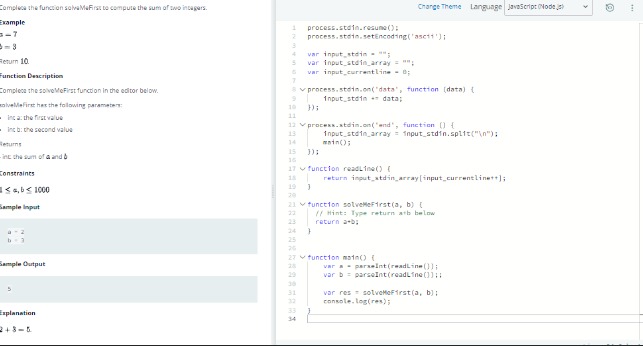 Complete the function solveMeFirst to compute the sum of two integers.
Example
a = 7
b = 3
Return 10.
Function Description
Complete the solveMeFirst function in the editor below.
solveMeFirst has the following parameters:
int a: the first value
int b: the second value
Returns
- int: the sum of a and b
Constraints
1 ≤ a, b ≤ 1000
Sample Input
a = 2
b = 3
Sample Output
5
Explanation
2 + 3 = 5.
Change Theme Language JavaScript (Node.js)
1 process.stdin.resume();
2 process.stdin.setEncoding('ascii');
3
4 var input_stdin = "";
5 var input_stdin_array = "";
6 var input_currentline = 0;
7
8 process.stdin.on('data', function (data) {
9 input_stdin += data;
10 });
11
12 process.stdin.on('end', function () {
13 input_stdin_array = input_stdin.split("\n");
14 main();
15 });
16
17 function readLine() {
18 return input_stdin_array[input_currentline++];
19 }
20
21 function solveMeFirst(a, b) {
22 // Hint: Type return a+b below
23 return a+b;
24 }
25
26
27 function main() {
28 var a = parseInt(readLine());
29 var b = parseInt(readLine());;
30
31 var res = solveMeFirst(a, b);
32 console.log(res);
33 }
34